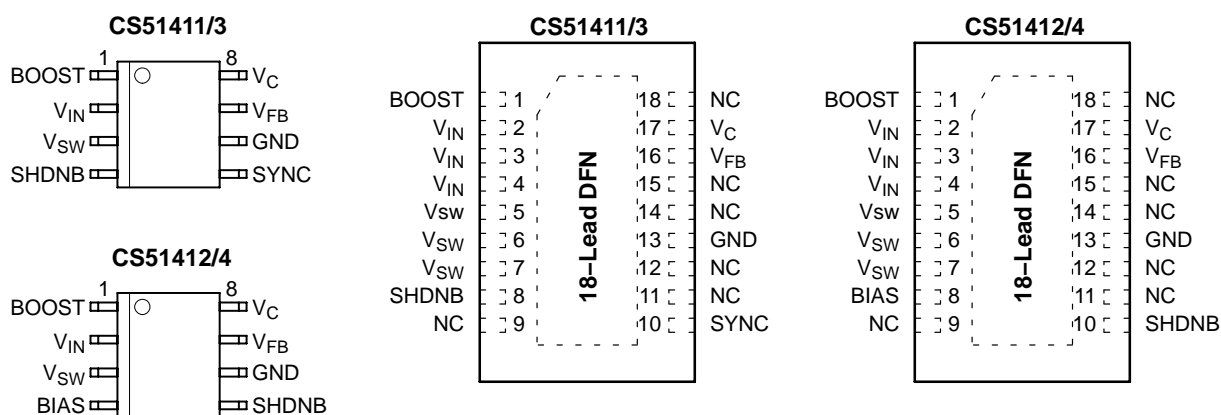 CS51411/3
1 8
BOOST VC
VIN VFB
VSW GND
SHDNB SYNC
CS51412/4
1 8
BOOST VC
VIN VFB
VSW GND
BIAS SHDNB
CS51411/3
BOOST 1 18 NC
VIN 2 17 VC
VIN 3 16 VFB
VIN 4 15 NC
Vsw 5 14 NC
VSW 6 13 GND
VSW 7 12 NC
SHDNB 8 11 NC
NC 9 10 SYNC
18–Lead DFN
CS51412/4
BOOST 1 18 NC
VIN 2 17 VC
VIN 3 16 VFB
VIN 4 15 NC
Vsw 5 14 NC
VSW 6 13 GND
VSW 7 12 NC
BIAS 8 11 NC
NC 9 10 SHDNB
18–Lead DFN